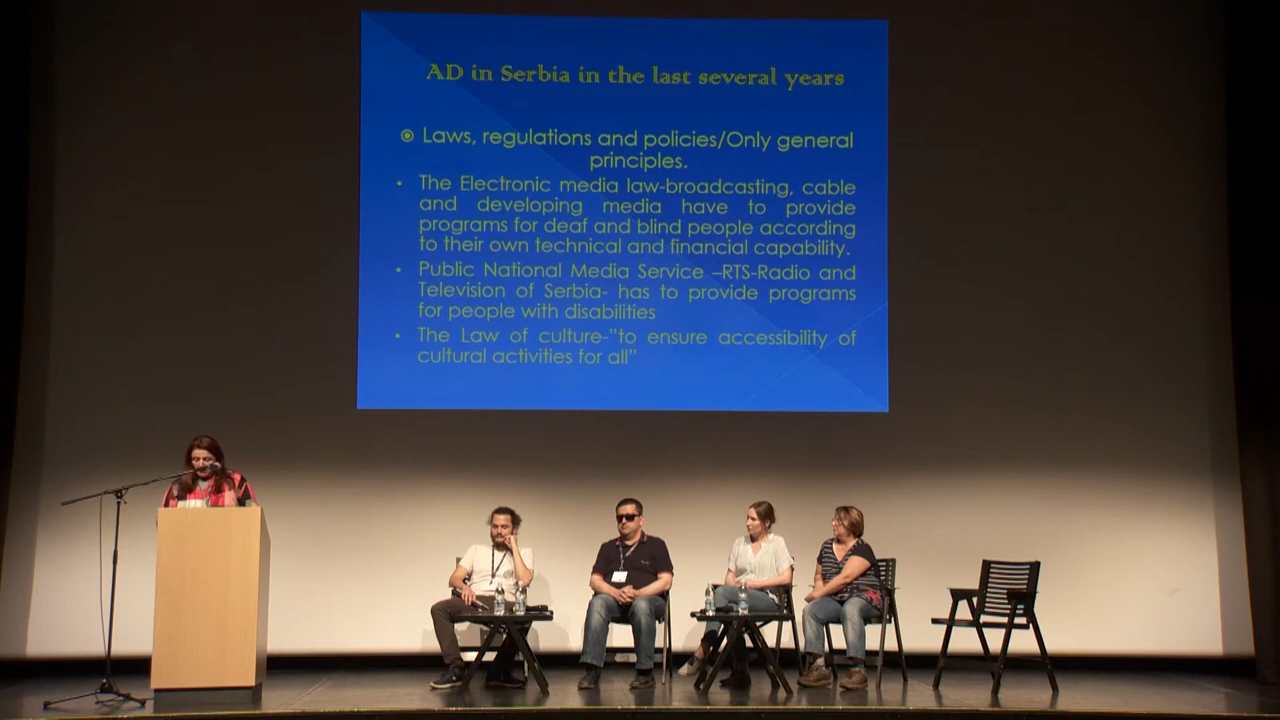 AD in Serbia in the last several years
Laws, regulations and policies/Only general
principles.
• The Electronic media law-broadcasting, cable
and developing media have to provide
programs for deaf and blind people according
to their own technical and financial capability.
• Public National Media Service –RTS-Radio and
Television of Serbia- has to provide programs
for people with disabilities
• The Law of culture-"to ensure accessibility of
cultural activities for all"